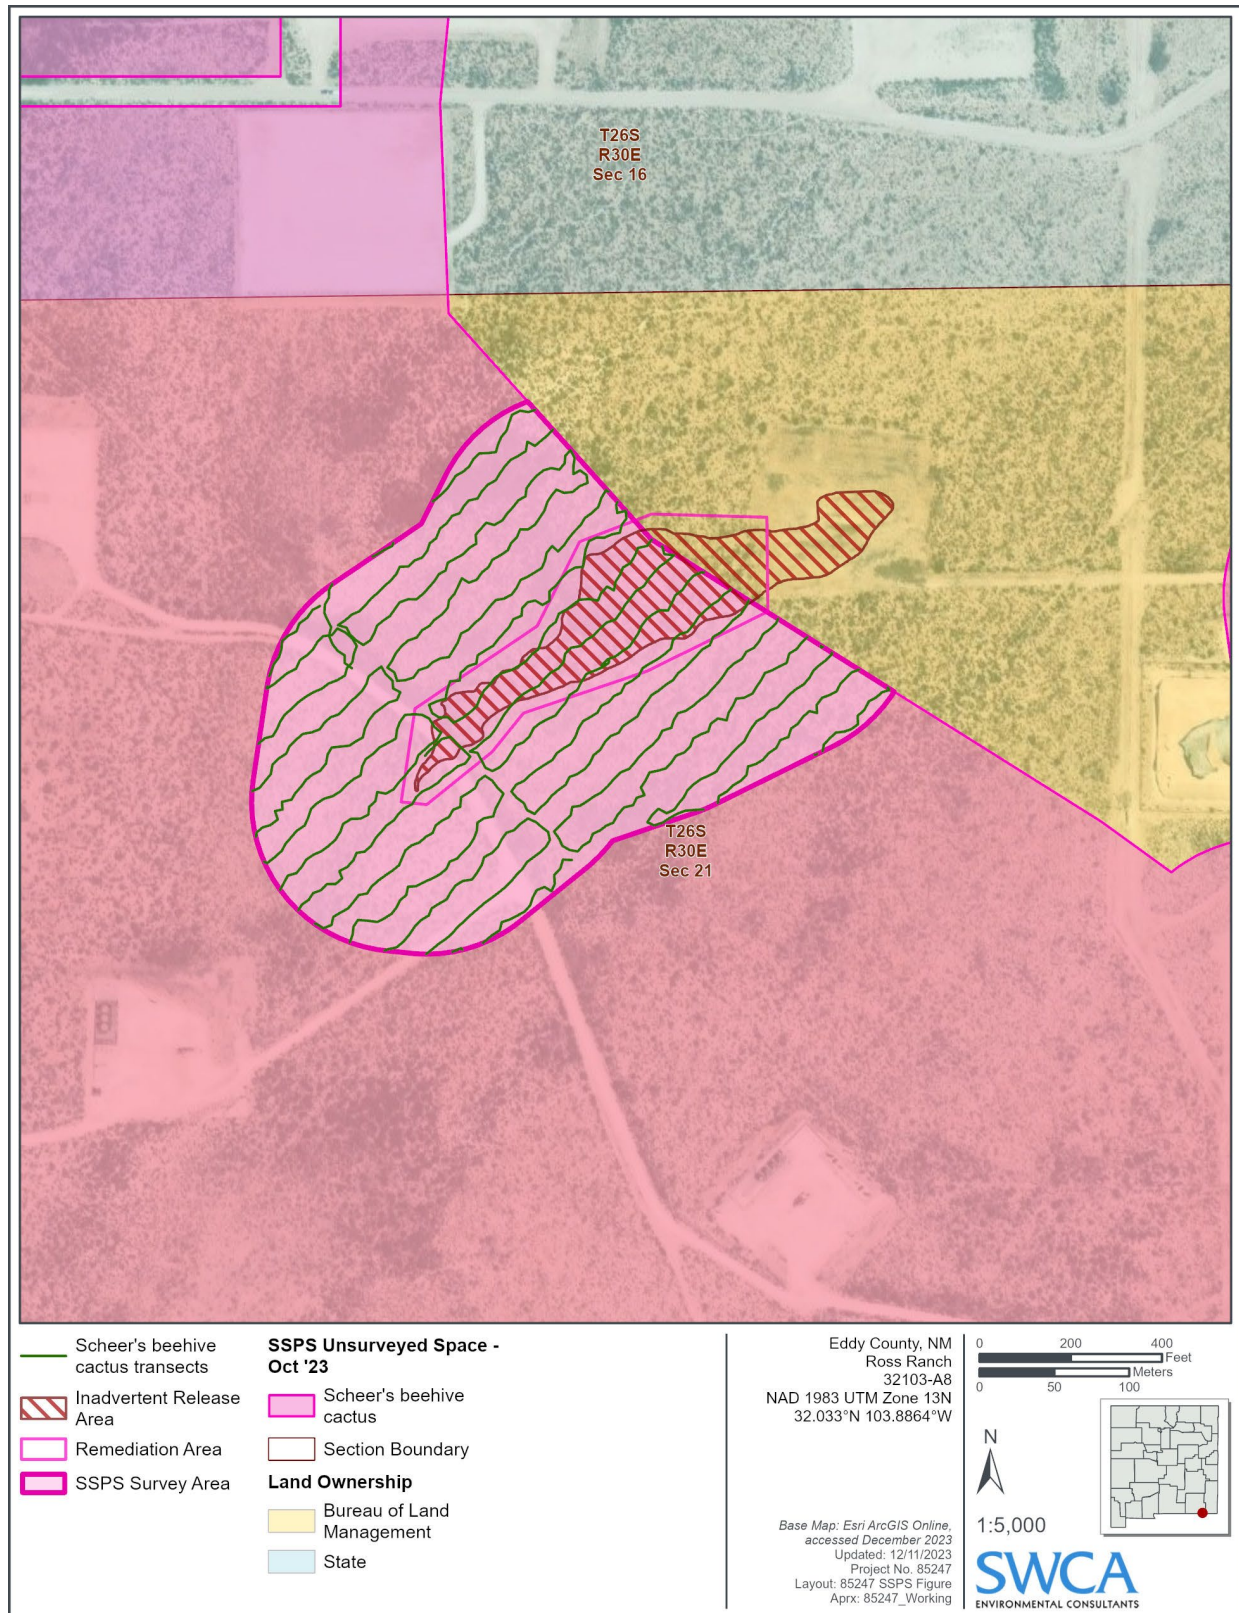 T26S
R30E
Sec 16
T26S
R30E
Sec 21
Scheer's beehive
cactus transects
Inadvertent Release
Area
Remediation Area
SSPS Survey Area
SSPS Unsurveyed Space -
Oct '23
Scheer's beehive
cactus
Section Boundary
Land Ownership
Bureau of Land
Management
State
Eddy County, NM
Ross Ranch
32103-A8
NAD 1983 UTM Zone 13N
32.033°N 103.8864°W
Base Map: Esri ArcGIS Online,
accessed December 2023
Updated: 12/11/2023
Project No. 85247
Layout: 85247 SSPS Figure
Aprx: 85247_Working
0 200 400
Feet
Meters
0 50 100
N
1:5,000
SWCA
ENVIRONMENTAL CONSULTANTS